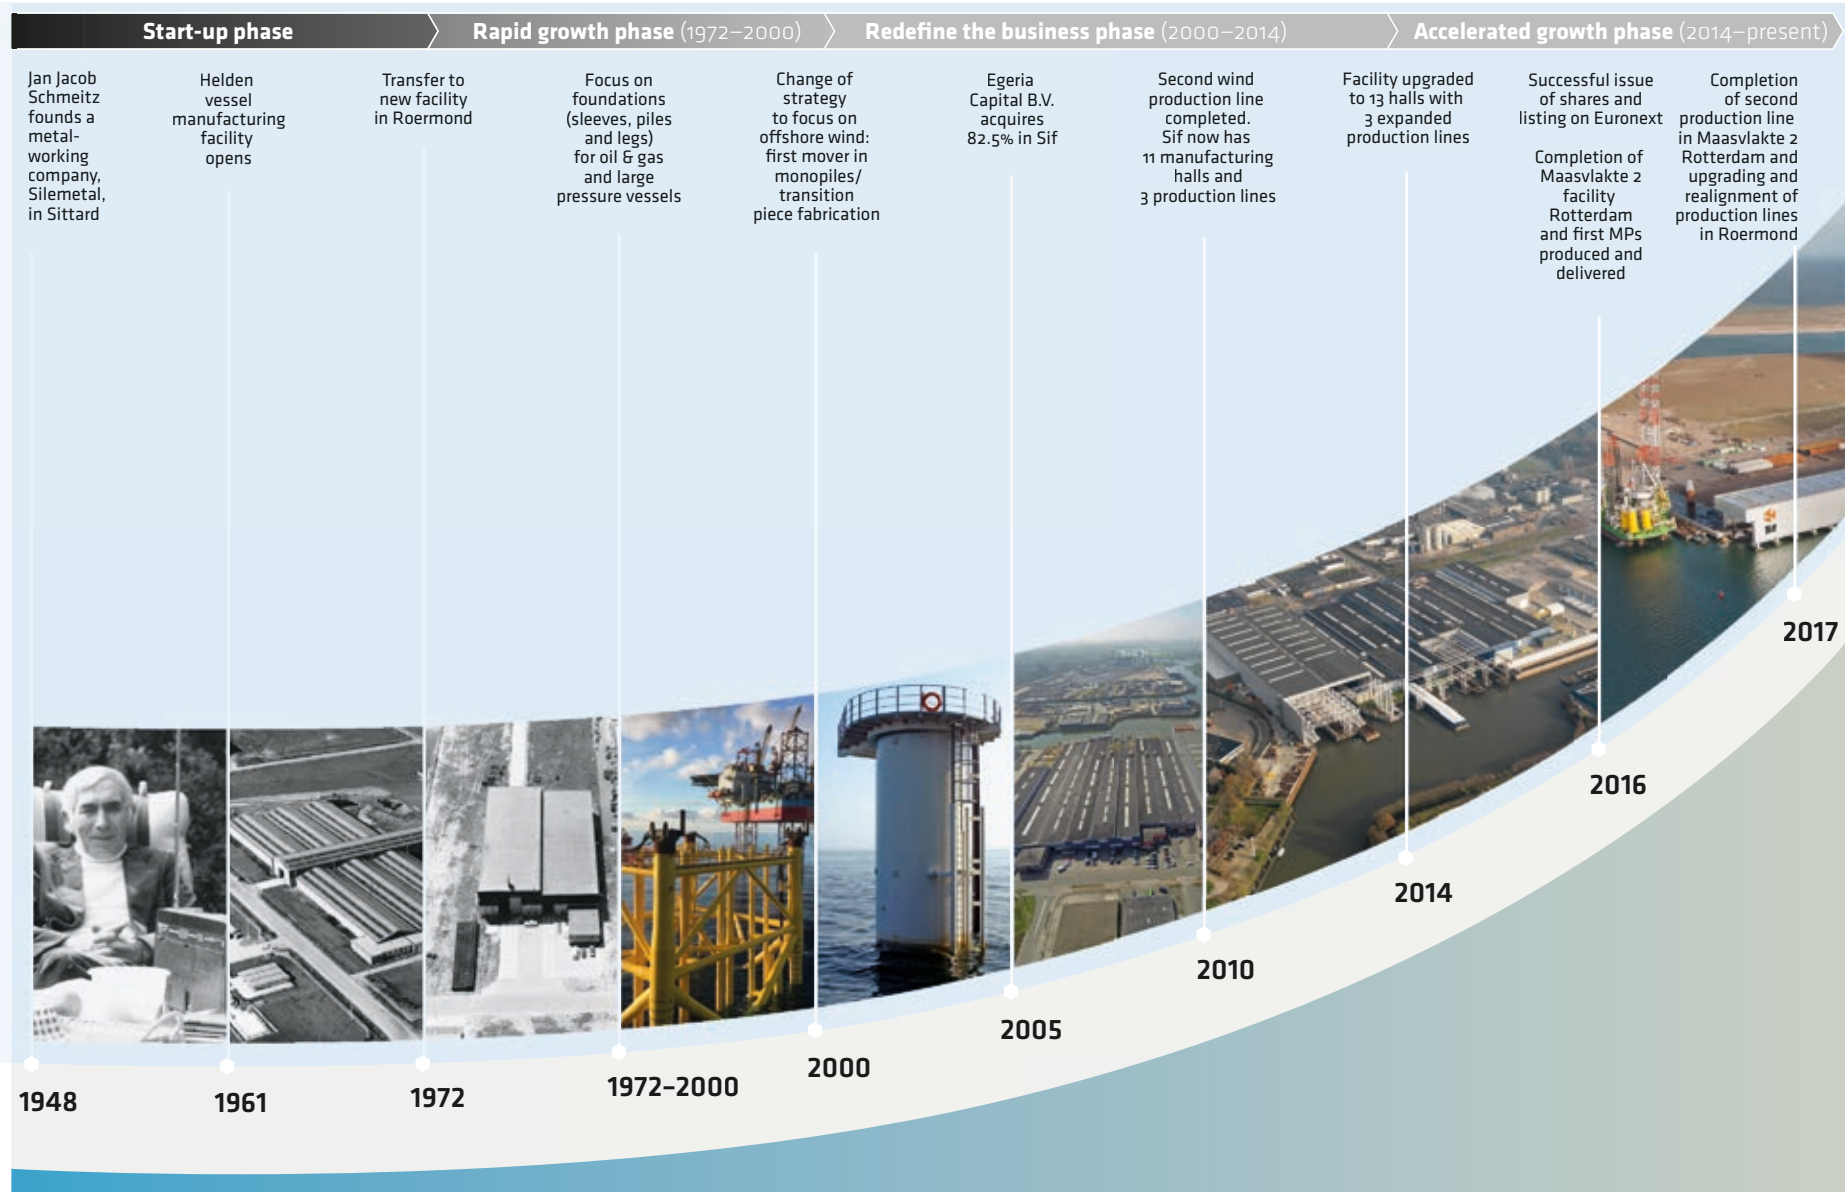 Start-up phase
Rapid growth phase (1972–2000)
Redefine the business phase (2000–2014)
Accelerated growth phase (2014–present)
Jan Jacob
Schmeitz
founds a
metal-
working
company,
Silemetal,
in Sittard
Helden
vessel
manufacturing
facility
opens
Transfer to
new facility
in Roermond
Focus on
foundations
(sleeves, piles
and legs)
for oil & gas
and large
pressure vessels
Change of
strategy
to focus on
offshore wind:
first mover in
monopiles/
transition
piece fabrication
Egeria
Capital B.V.
acquires
82.5% in Sif
Second wind
production line
completed.
Sif now has
11 manufacturing
halls and
3 production lines
Facility upgraded
to 13 halls with
3 expanded
production lines
Successful issue
of shares and
listing on Euronext
Completion of
Maasvlakte 2
facility
Rotterdam
and first MPs
produced and
delivered
Completion
of second
production line
in Maasvlakte 2
Rotterdam and
upgrading and
realignment of
production lines
in Roermond
1948
1961
1972
1972–2000
2000
2005
2010
2014
2016
2017